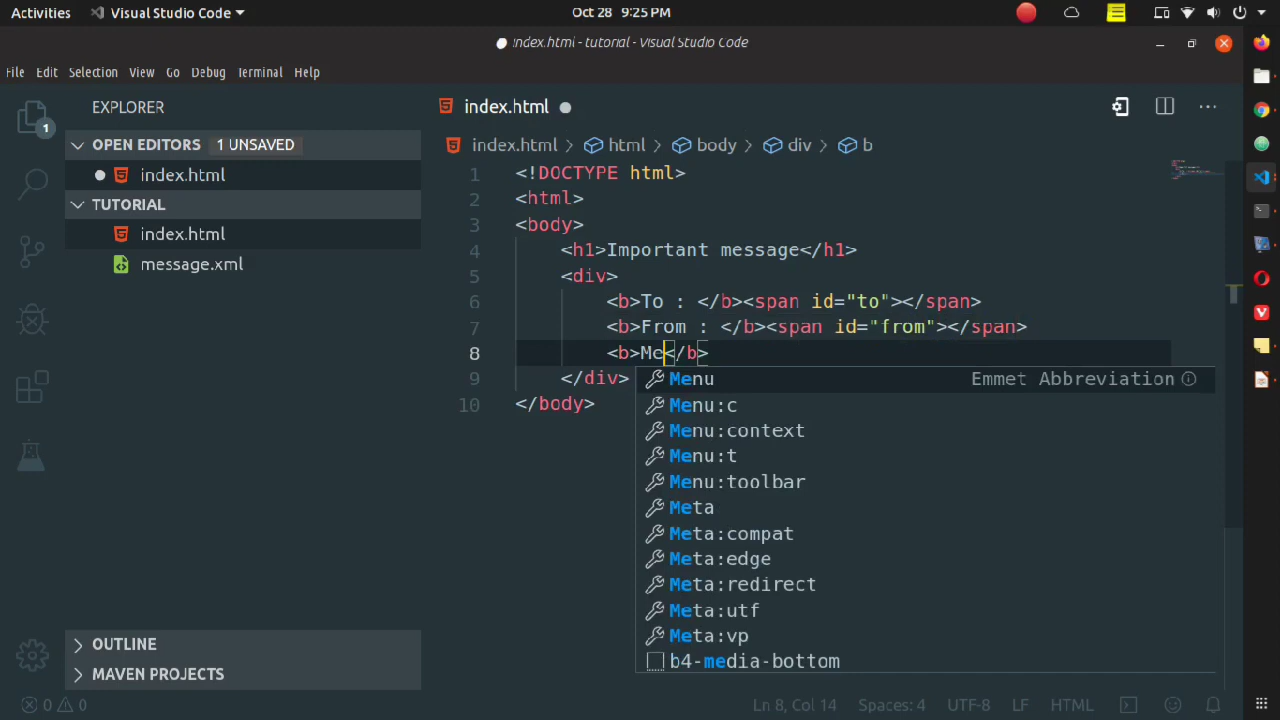 Activities Visual Studio Code Oct 28 9:25 PM
index.html - tutorial - Visual Studio Code
File Edit Selection View Go Debug Terminal Help
EXPLORER
1
OPEN EDITORS 1 UNSAVED
index.html
TUTORIAL
index.html
message.xml
OUTLINE
MAVEN PROJECTS
index.html
index.html > html > body > div > b
1 <!DOCTYPE html>
2 <html>
3 <body>
4 <h1>Important message</h1>
5 <div>
6 <b>To : </b><span id="to"></span>
7 <b>From : </b><span id="from"></span>
8 <b>Me</b>
9 </div>
10 </body>
Menu Emmet Abbreviation
Menu:c
Menu:context
Menu:t
Menu:toolbar
Meta
Meta:compat
Meta:edge
Meta:redirect
Meta:utf
Meta:vp
b4-media-bottom
0 0 Ln 8, Col 14 Spaces: 4 UTF-8 LF HTML